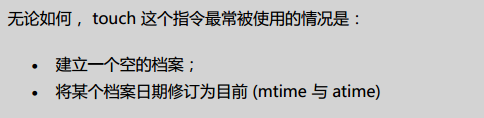 无论如何， touch 这个指令最常被使用的情况是：
• 建立一个空的档案；
• 将某个档案日期修订为目前 (mtime 与 atime)